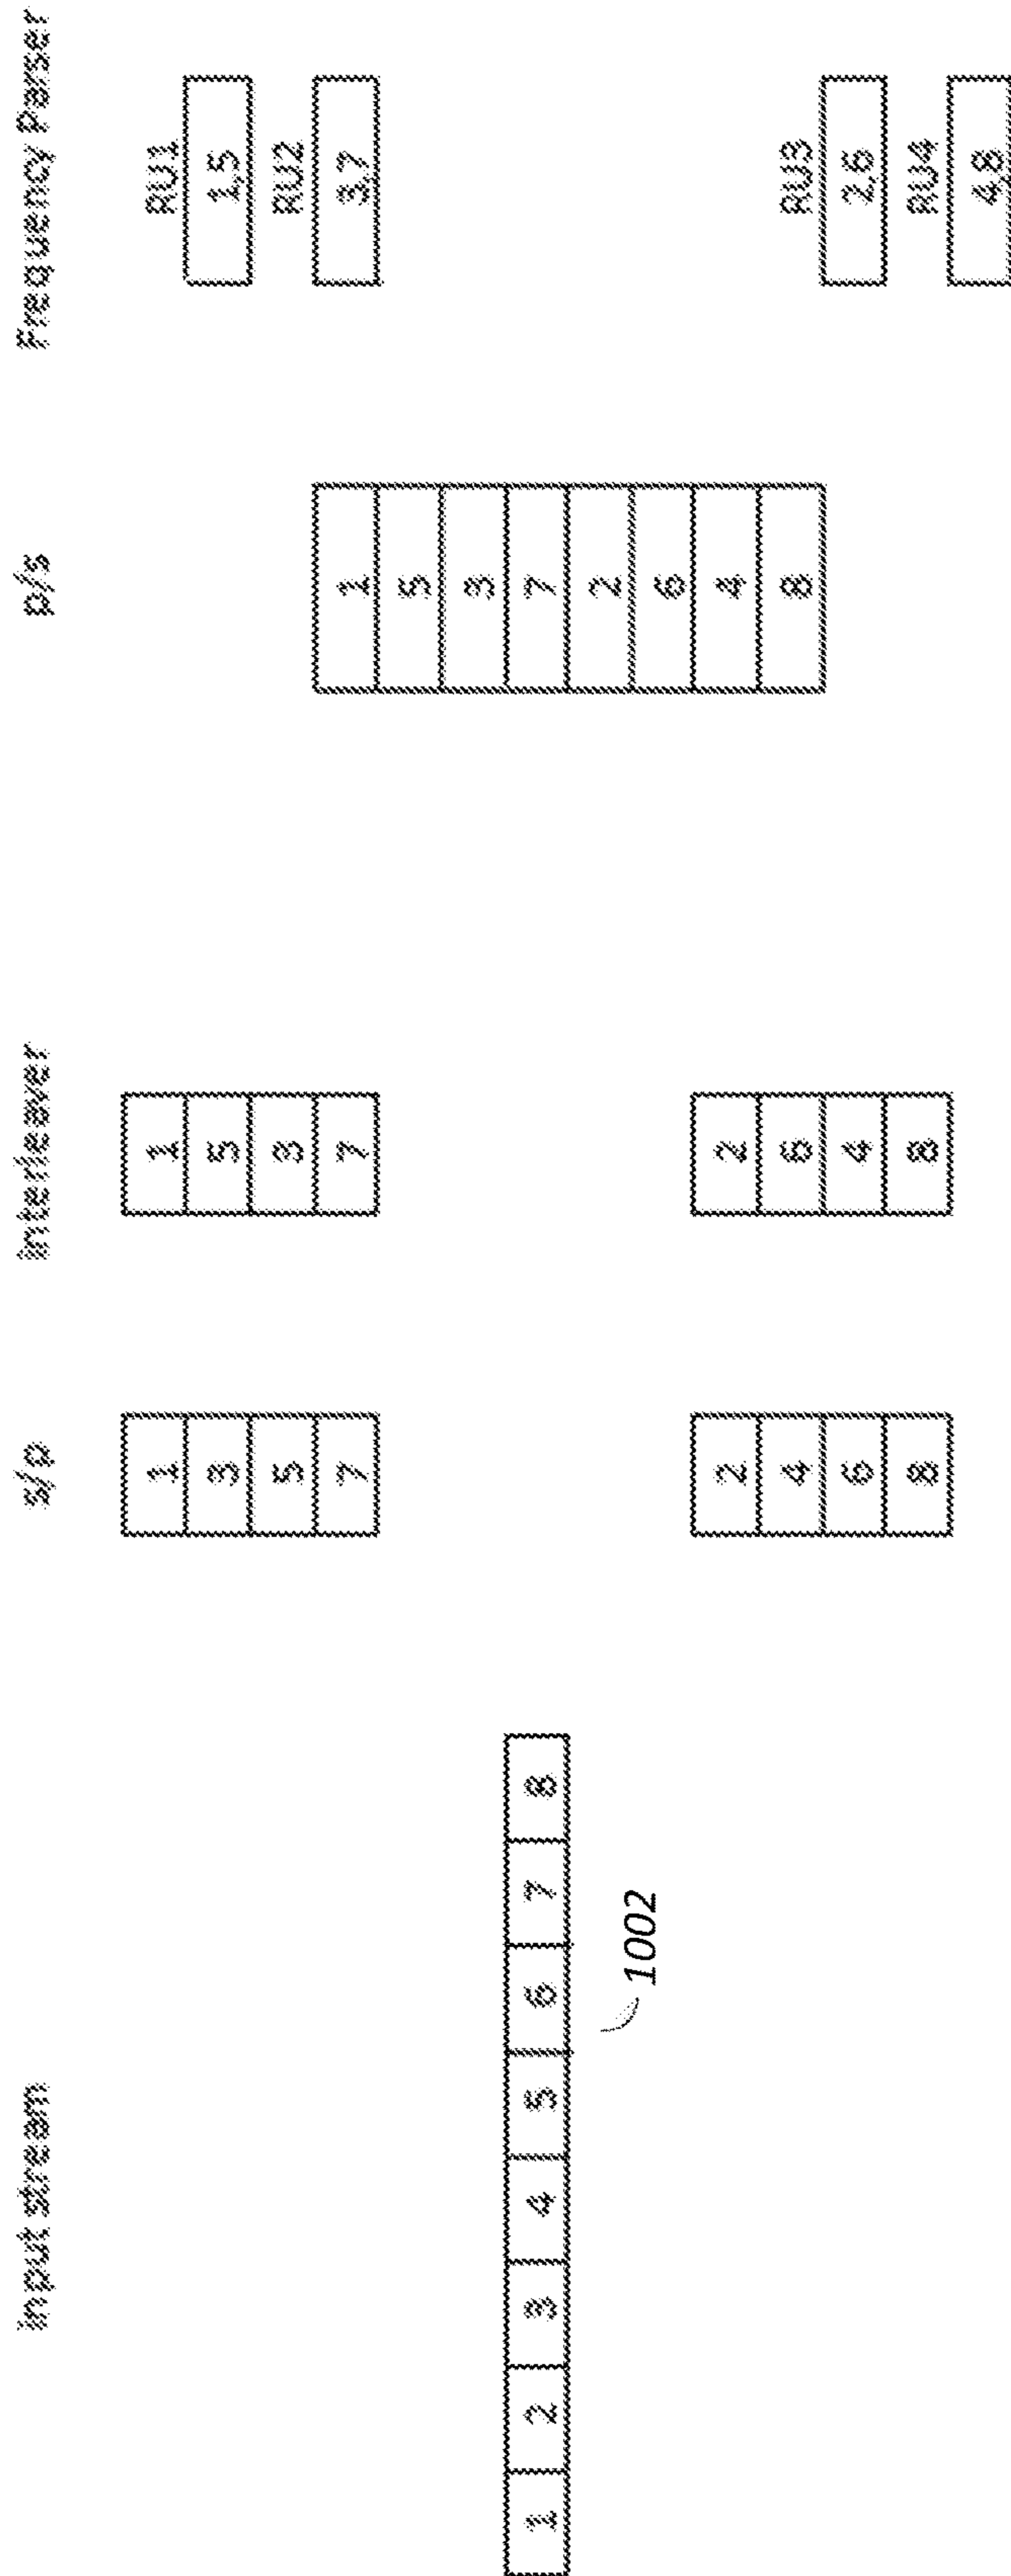 input stream
s/p
interleaver
p/s
Frequency Parser
1 2 3 4 5 6 7 8
1002
1
3
5
7
2
4
6
8
1
5
3
7
2
6
4
8
1
5
3
7
2
6
4
8
RU1
1,5
RU2
3,7
RU3
2,6
RU4
4,8